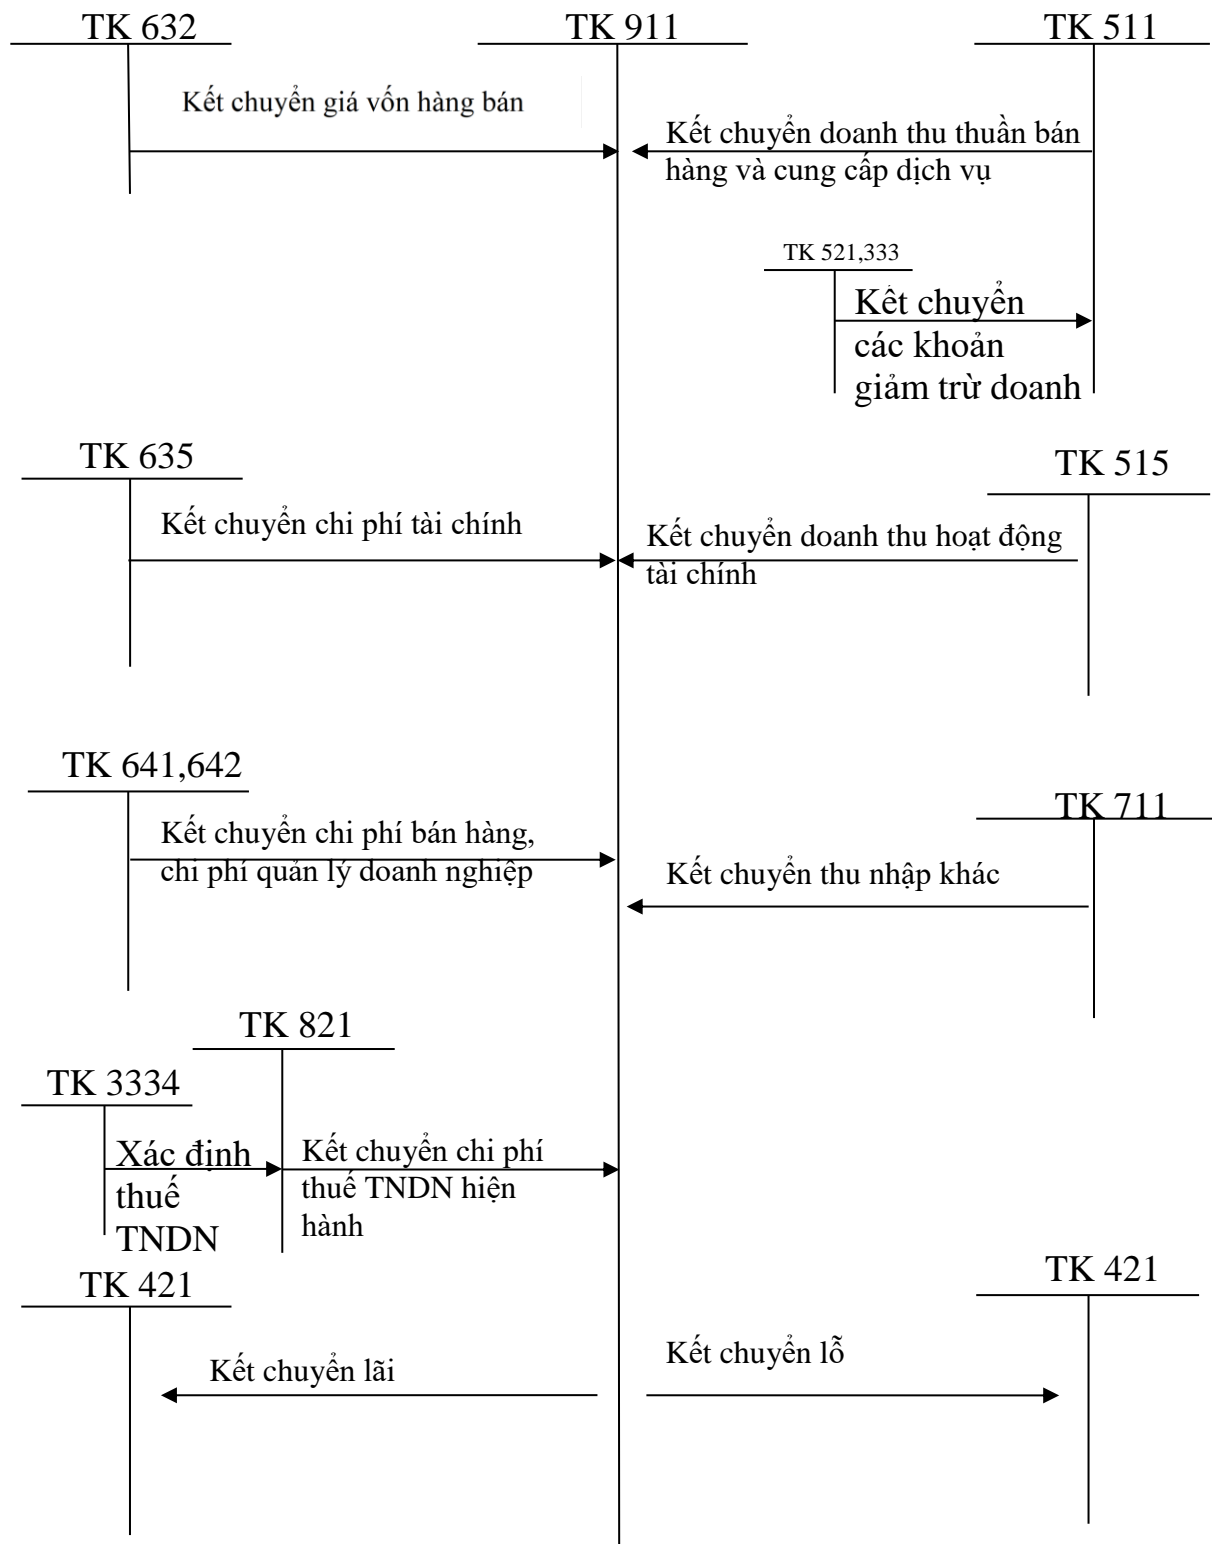 TK 632
TK 911
TK 511
Kết chuyển giá vốn hàng bán
Kết chuyển doanh thu thuần bán
hàng và cung cấp dịch vụ
TK 521,333
Kết chuyển
các khoản
giảm trừ doanh
TK 635
TK 515
Kết chuyển chi phí tài chính
Kết chuyển doanh thu hoạt động
tài chính
TK 641,642
TK 711
Kết chuyển chi phí bán hàng,
chi phí quản lý doanh nghiệp
Kết chuyển thu nhập khác
TK 821
TK 3334
Xác định
thuế
TNDN
Kết chuyển chi phí
thuế TNDN hiện
hành
TK 421
TK 421
Kết chuyển lãi
Kết chuyển lỗ